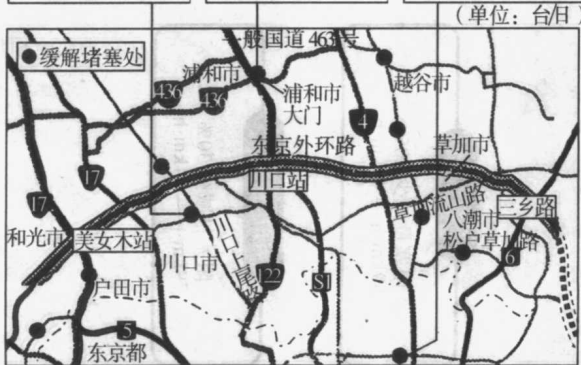 （单位：台/日）
●缓解堵塞处
一般国道463号
浦和市
越谷市
436
436
浦和市
大门
4
东京外环路
草加市
17
17
川口站
三乡路
草加流山路
八潮市
松户草加路
和光市
美女木站
川口市
川口上尾路
6
122
S1
户田市
5
东京都